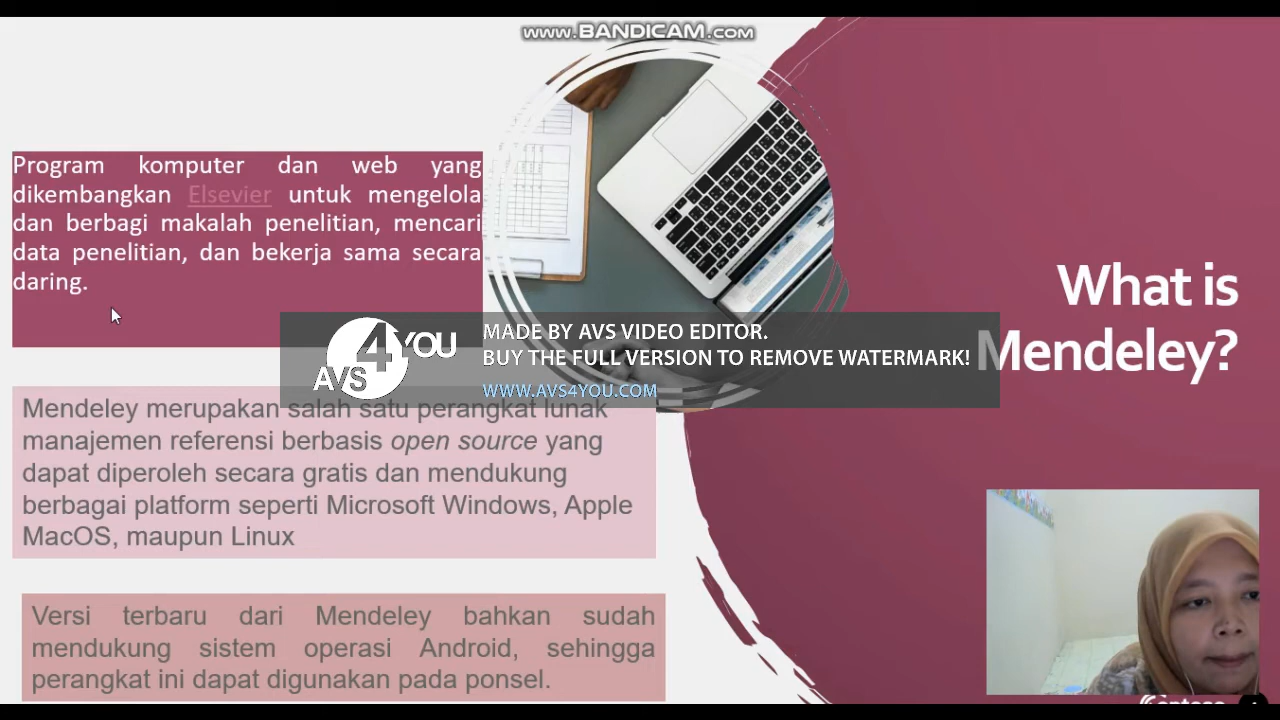 www.BANDICAM.com
Program komputer dan web yang
dikembangkan Elsevier untuk mengelola
dan berbagi makalah penelitian, mencari
data penelitian, dan bekerja sama secara
daring.
What is
Mendeley?
AVS4YOU
MADE BY AVS VIDEO EDITOR.
BUY THE FULL VERSION TO REMOVE WATERMARK!
WWW.AVS4YOU.COM
Mendeley merupakan salah satu perangkat lunak
manajemen referensi berbasis open source yang
dapat diperoleh secara gratis dan mendukung
berbagai platform seperti Microsoft Windows, Apple
MacOS, maupun Linux
Versi terbaru dari Mendeley bahkan sudah
mendukung sistem operasi Android, sehingga
perangkat ini dapat digunakan pada ponsel.